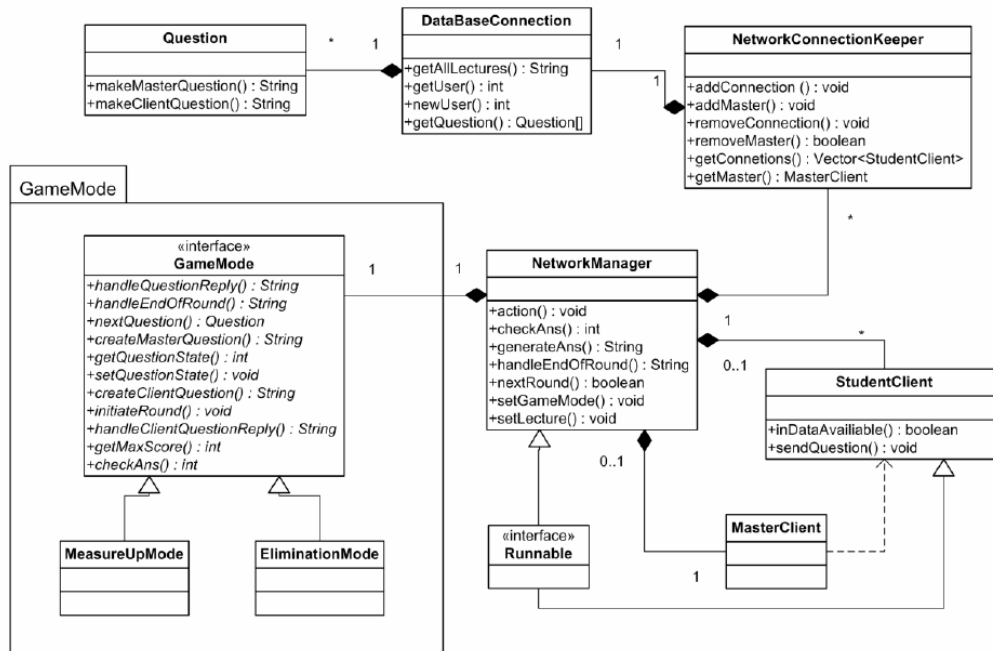 Question
+makeMasterQuestion() : String
+makeClientQuestion() : String
*
1
DataBaseConnection
+getAllLectures() : String
+getUser() : int
+newUser() : int
+getQuestion() : Question[]
1
1
NetworkConnectionKeeper
+addConnection () : void
+addMaster() : void
+removeConnection() : void
+removeMaster() : boolean
+getConnetions() : Vector<StudentClient>
+getMaster() : MasterClient
*
GameMode
«interface»
GameMode
+handleQuestionReply() : String
+handleEndOfRound() : String
+nextQuestion() : Question
+createMasterQuestion() : String
+getQuestionState() : int
+setQuestionState() : void
+createClientQuestion() : String
+initiateRound() : void
+handleClientQuestionReply() : String
+getMaxScore() : int
+checkAns() : int
1
1
NetworkManager
+action() : void
+checkAns() : int
+generateAns() : String
+handleEndOfRound() : String
+nextRound() : boolean
+setGameMode() : void
+setLecture() : void
1
*
0..1
0..1
StudentClient
+inDataAvailiable() : boolean
+sendQuestion() : void
MeasureUpMode
EliminationMode
«interface»
Runnable
MasterClient
1